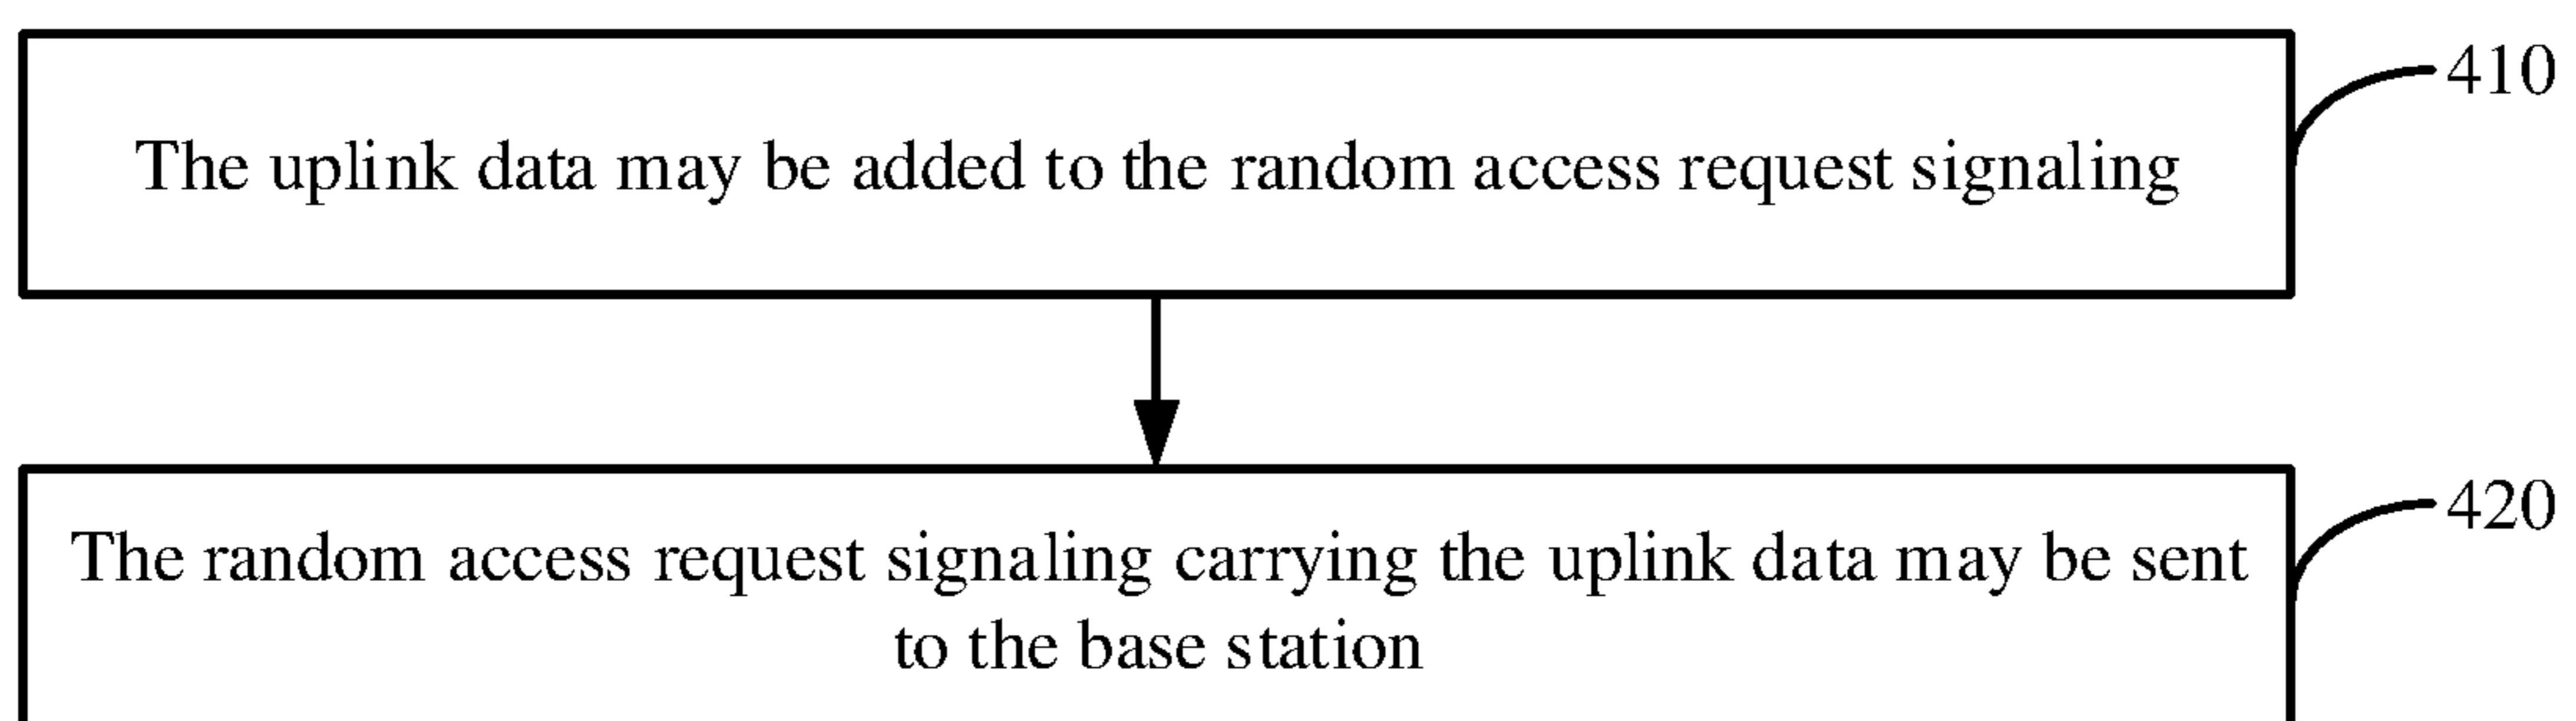 410
The uplink data may be added to the random access request signaling
420
The random access request signaling carrying the uplink data may be sent
to the base station